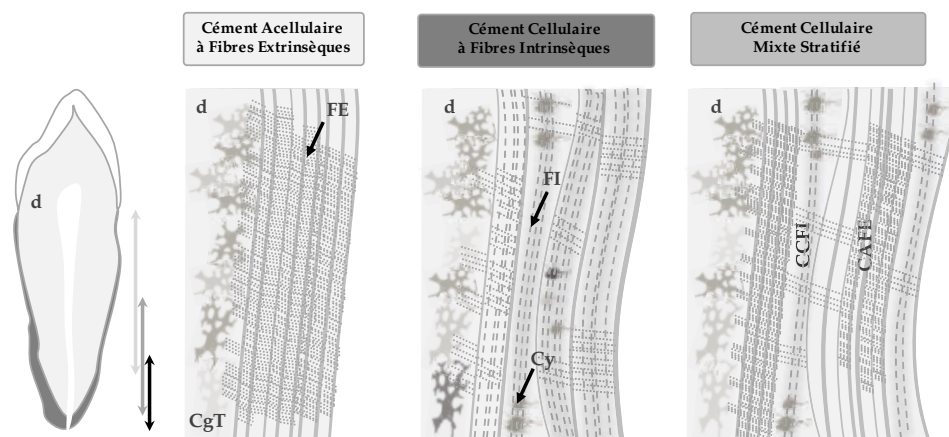 Cément Acellulaire
à Fibres Extrinsèques
Cément Cellulaire
à Fibres Intrinsèques
Cément Cellulaire
Mixte Stratifié
d
d
FE
CgT
d
FI
Cy
d
CCFI
CAFE